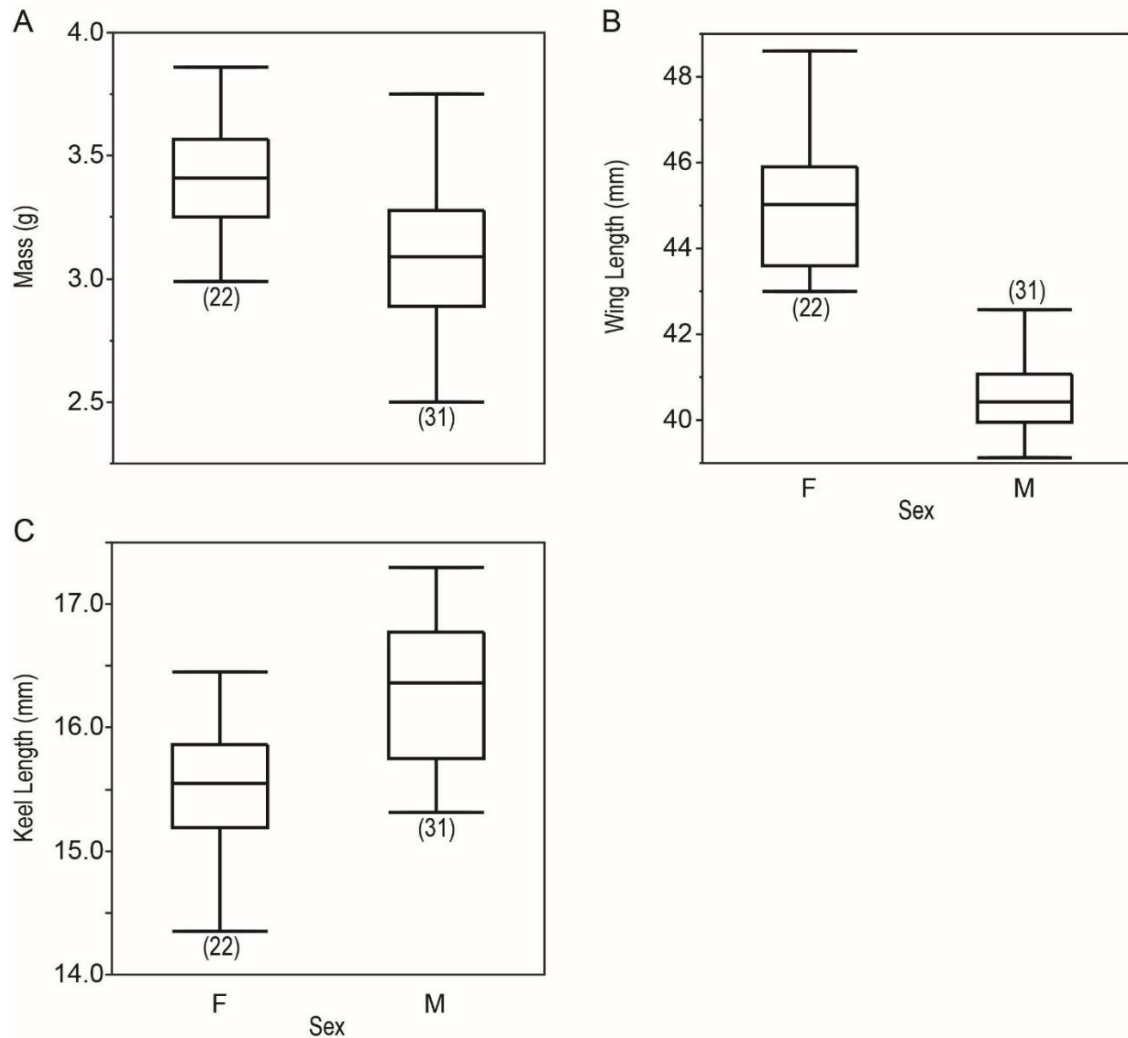 A
Mass (g)
4.0
3.5
3.0
2.5
(22)
(31)
B
Wing Length (mm)
48
46
44
42
40
(22)
(31)
F
M
Sex
C
Keel Length (mm)
17.0
16.0
15.0
14.0
(22)
(31)
F
M
Sex